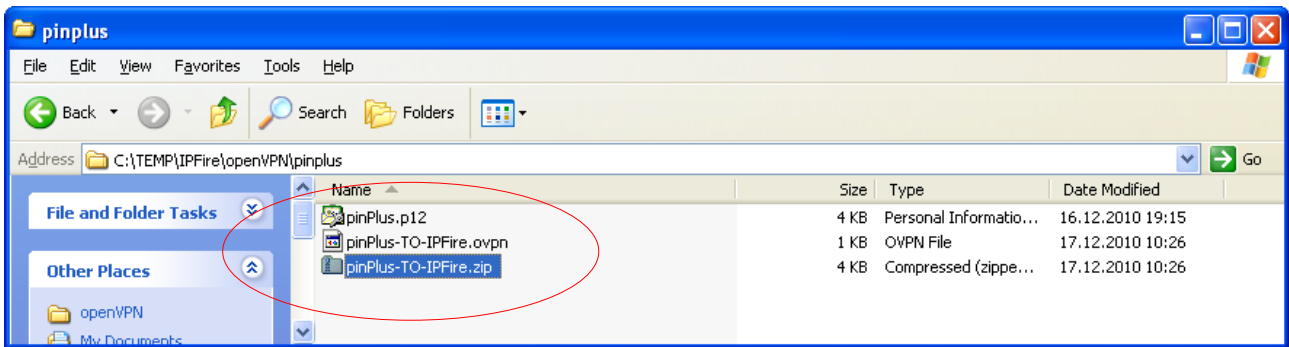 pinplus
File Edit View Favorites Tools Help
Back Search Folders
Address C:\TEMP\IPFire\openVPN\pinplus Go
Name Size Type Date Modified
File and Folder Tasks
pinPlus.p12 4 KB Personal Informatio... 16.12.2010 19:15
pinPlus-TO-IPFire.ovpn 1 KB OVPN File 17.12.2010 10:26
pinPlus-TO-IPFire.zip 4 KB Compressed (zippe... 17.12.2010 10:26
Other Places
openVPN
My Documents